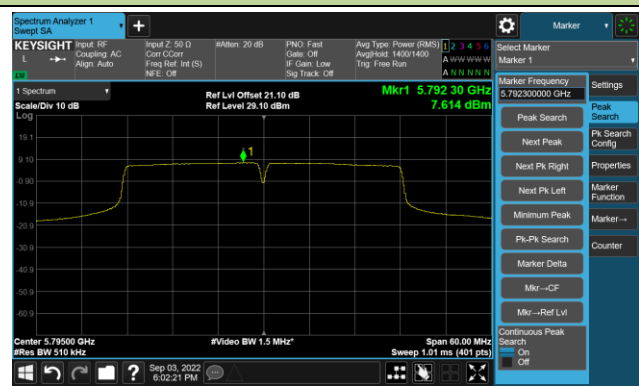 Spectrum Analyzer 1
Swept SA
+
Marker
KEYSIGHT
L
LW
Input: RF
Coupling: AC
Align: Auto
Input Z: 50 Ω
Corr CCorr
Freq Ref: Int (S)
NFE: Off
#Atten: 20 dB
PNO: Fast
Gate: Off
IF Gain: Low
Sig Track: Off
Avg Type: Power (RMS)
Avg|Hold: 1400/1400
Trig: Free Run
1 2 3 4 5 6
A W W W W W
A N N N N N
Select Marker
Marker 1
1 Spectrum
Scale/Div 10 dB
Log
Ref Lvl Offset 21.10 dB
Ref Level 29.10 dBm
Mkr1 5.792 30 GHz
7.614 dBm
19.1
9.10
-0.90
-10.9
-20.9
-30.9
-40.9
-50.9
-60.9
1
Center 5.79500 GHz
#Res BW 510 kHz
#Video BW 1.5 MHz*
Span 60.00 MHz
Sweep 1.01 ms (401 pts)
Marker Frequency
5.792300000 GHz
Peak Search
Next Peak
Next Pk Right
Next Pk Left
Minimum Peak
Pk-Pk Search
Marker Delta
Mkr→CF
Mkr→Ref Lvl
Continuous Peak
Search
On
Off
Settings
Peak
Search
Pk Search
Config
Properties
Marker
Function
Marker→
Counter
?
Sep 03, 2022
6:02:21 PM